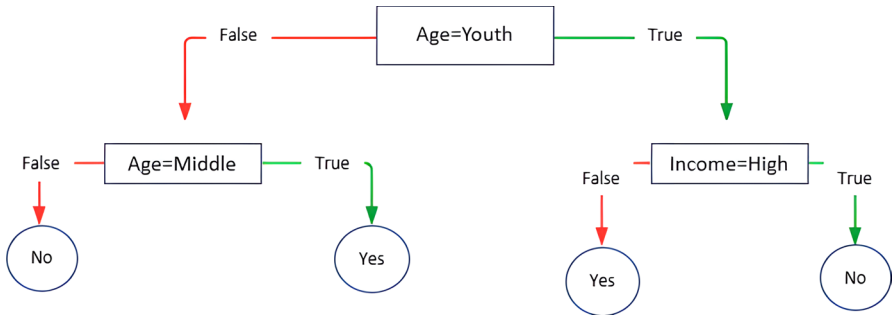 False
Age=Youth
True
False
Age=Middle
True
False
Income=High
True
No
Yes
Yes
No